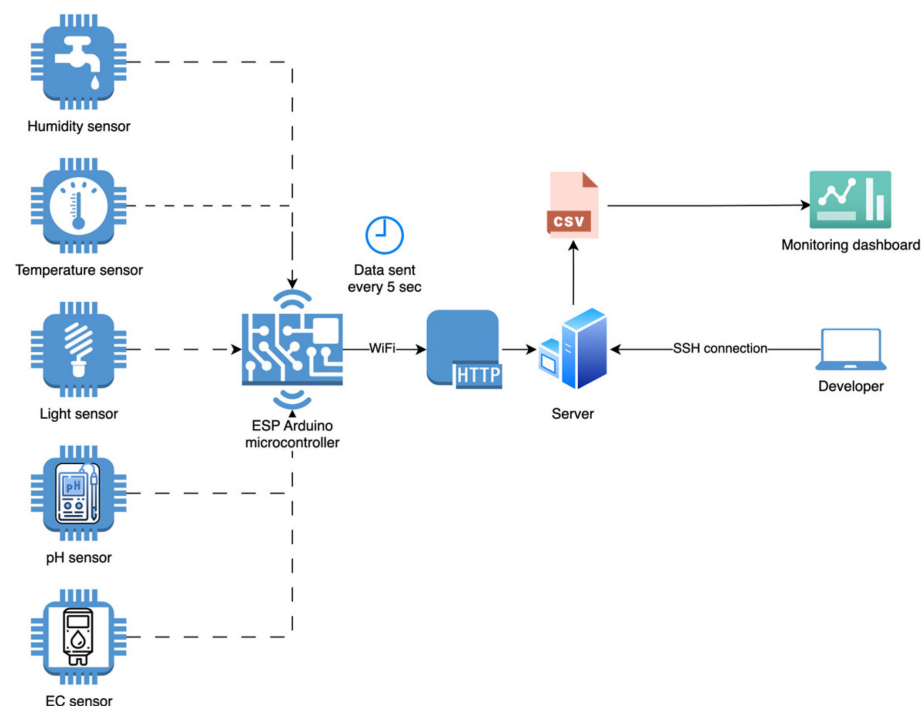 Humidity sensor
Temperature sensor
Light sensor
pH
pH sensor
EC sensor
ESP Arduino
microcontroller
Data sent
every 5 sec
WiFi
HTTP
Server
CSV
Monitoring dashboard
SSH connection
Developer